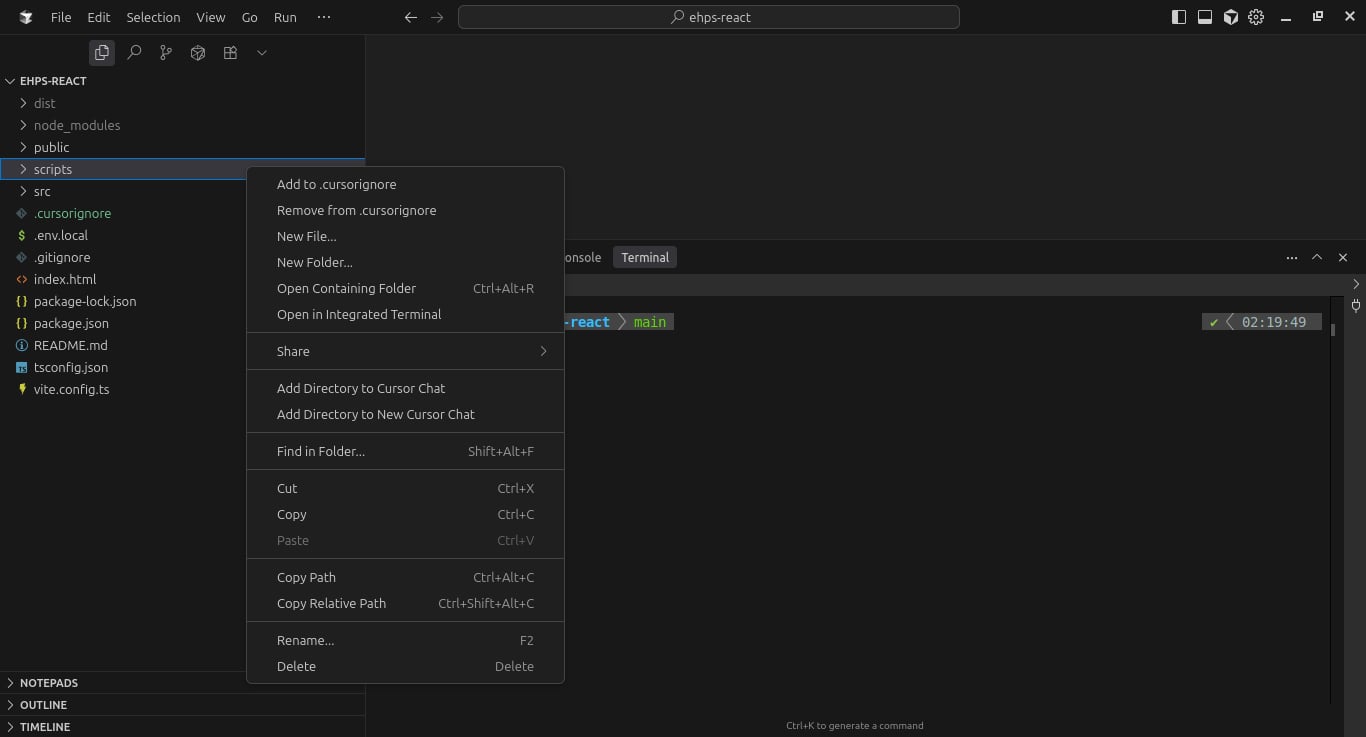 File Edit Selection View Go Run ···
ehps-react
EHPS-REACT
dist
node_modules
public
scripts
src
.cursorignore
$ .env.local
.gitignore
<> index.html
{} package-lock.json
{} package.json
README.md
TS tsconfig.json
vite.config.ts
NOTEPADS
OUTLINE
TIMELINE
Add to .cursorignore
Remove from .cursorignore
New File...
New Folder...
Open Containing Folder Ctrl+Alt+R
Open in Integrated Terminal
Share
Add Directory to Cursor Chat
Add Directory to New Cursor Chat
Find in Folder... Shift+Alt+F
Cut Ctrl+X
Copy Ctrl+C
Paste Ctrl+V
Copy Path Ctrl+Alt+C
Copy Relative Path Ctrl+Shift+Alt+C
Rename... F2
Delete Delete
onsole Terminal
-react main ✔ 02:19:49
Ctrl+K to generate a command